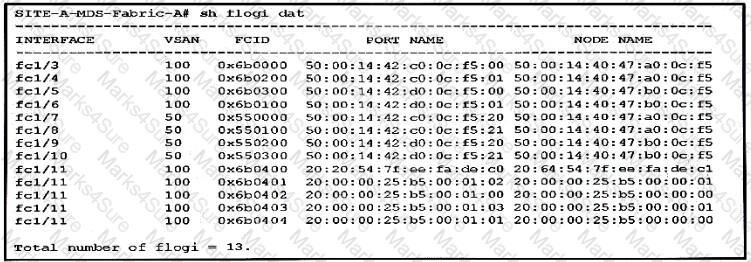 SITE-A-MDS-Fabric-A# sh flogi dat
INTERFACE VSAN FCID PORT NAME NODE NAME
fc1/3 100 0x6b0000 50:00:14:42:c0:0c:f5:00 50:00:14:40:47:a0:0c:f5
fc1/4 100 0x6b0200 50:00:14:42:c0:0c:f5:01 50:00:14:40:47:a0:0c:f5
fc1/5 100 0x6b0300 50:00:14:42:d0:0c:f5:00 50:00:14:40:47:b0:0c:f5
fc1/6 100 0x6b0100 50:00:14:42:d0:0c:f5:01 50:00:14:40:47:b0:0c:f5
fc1/7 50 0x550000 50:00:14:42:c0:0c:f5:20 50:00:14:40:47:a0:0c:f5
fc1/8 50 0x550100 50:00:14:42:c0:0c:f5:21 50:00:14:40:47:a0:0c:f5
fc1/9 50 0x550200 50:00:14:42:d0:0c:f5:20 50:00:14:40:47:b0:0c:f5
fc1/10 50 0x550300 50:00:14:42:d0:0c:f5:21 50:00:14:40:47:b0:0c:f5
fc1/11 100 0x6b0400 20:20:54:7f:ee:fa:de:c0 20:64:54:7f:ee:fa:de:c1
fc1/11 100 0x6b0401 20:00:00:25:b5:00:01:02 20:00:00:25:b5:00:00:01
fc1/11 100 0x6b0402 20:00:00:25:b5:00:01:00 20:00:00:25:b5:00:00:00
fc1/11 100 0x6b0403 20:00:00:25:b5:00:01:03 20:00:00:25:b5:00:00:01
fc1/11 100 0x6b0404 20:00:00:25:b5:00:01:01 20:00:00:25:b5:00:00:00
Total number of flogi = 13.